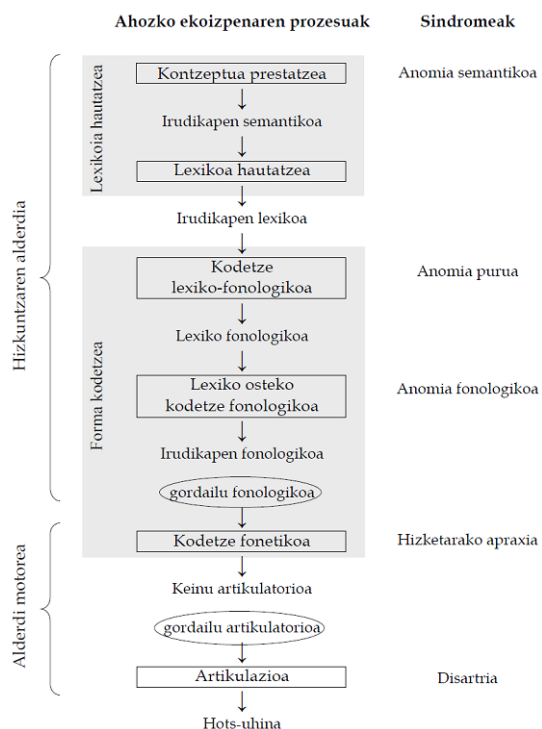 Ahozko ekoizpenaren prozesuak
Sindromeak
Kontzeptua prestatzea
Anomia semantikoa
Irudikapen semantikoa
Lexikoia hautatzea
Lexikoa hautatzea
Irudikapen lexikoa
Hizkuntzaren alderdia
Kodetze
lexiko-fonologikoa
Anomia purua
Lexiko fonologikoa
Forma kodetzea
Lexiko osteko
kodetze fonologikoa
Anomia fonologikoa
Irudikapen fonologikoa
gordailu fonologikoa
Kodetze fonetikoa
Hizketarako apraxia
Keinu artikulatorioa
Alderdi motorea
gordailu artikulatorioa
Artikulazioa
Disartria
Hots-uhina